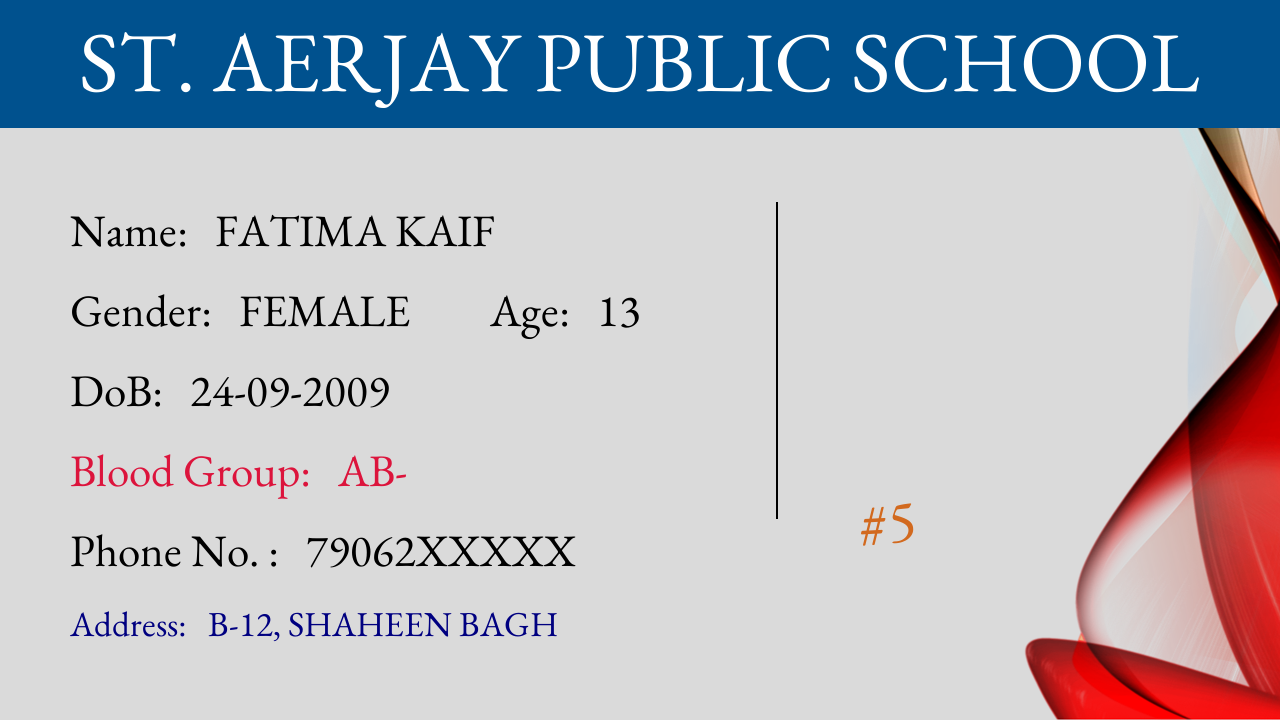 ST. AERJAY PUBLIC SCHOOL
Name: FATIMA KAIF
Gender: FEMALE Age: 13
DoB: 24-09-2009
Blood Group: AB-
#5
Phone No. : 79062XXXXX
Address: B-12, SHAHEEN BAGH